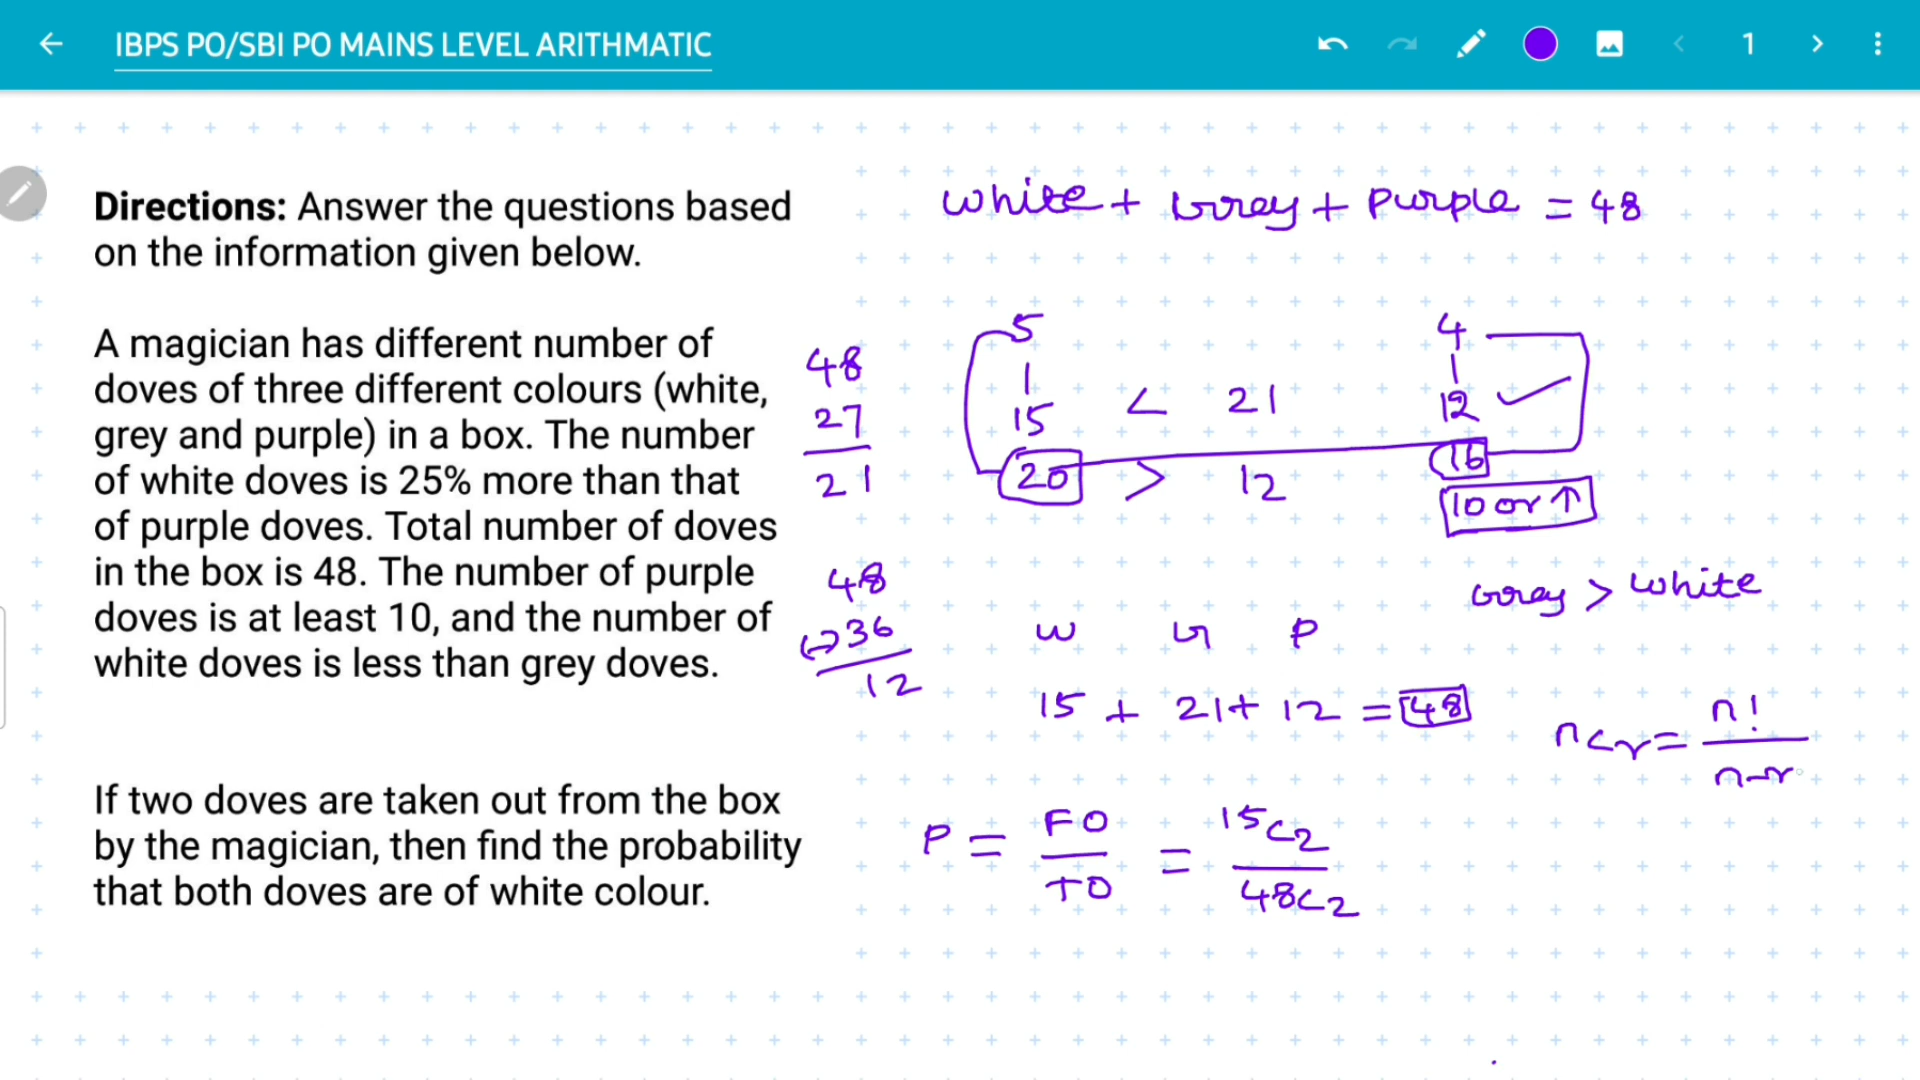 IBPS PO/SBI PO MAINS LEVEL ARITHMATIC
1
Directions: Answer the questions based
on the information given below.
A magician has different number of
doves of three different colours (white,
grey and purple) in a box. The number
of white doves is 25% more than that
of purple doves. Total number of doves
in the box is 48. The number of purple
doves is at least 10, and the number of
white doves is less than grey doves.
If two doves are taken out from the box
by the magician, then find the probability
that both doves are of white colour.
48
27
21
48
(-) 36
12
white + Grey + Purple = 48
5 4
1 1
15 < 21 12 ✓
20 > 12 16
10 or ↑
Grey > white
W G P
15 + 21 + 12 = 48
nCr = n!
n-r
P = FO = 15C2
TO 48C2